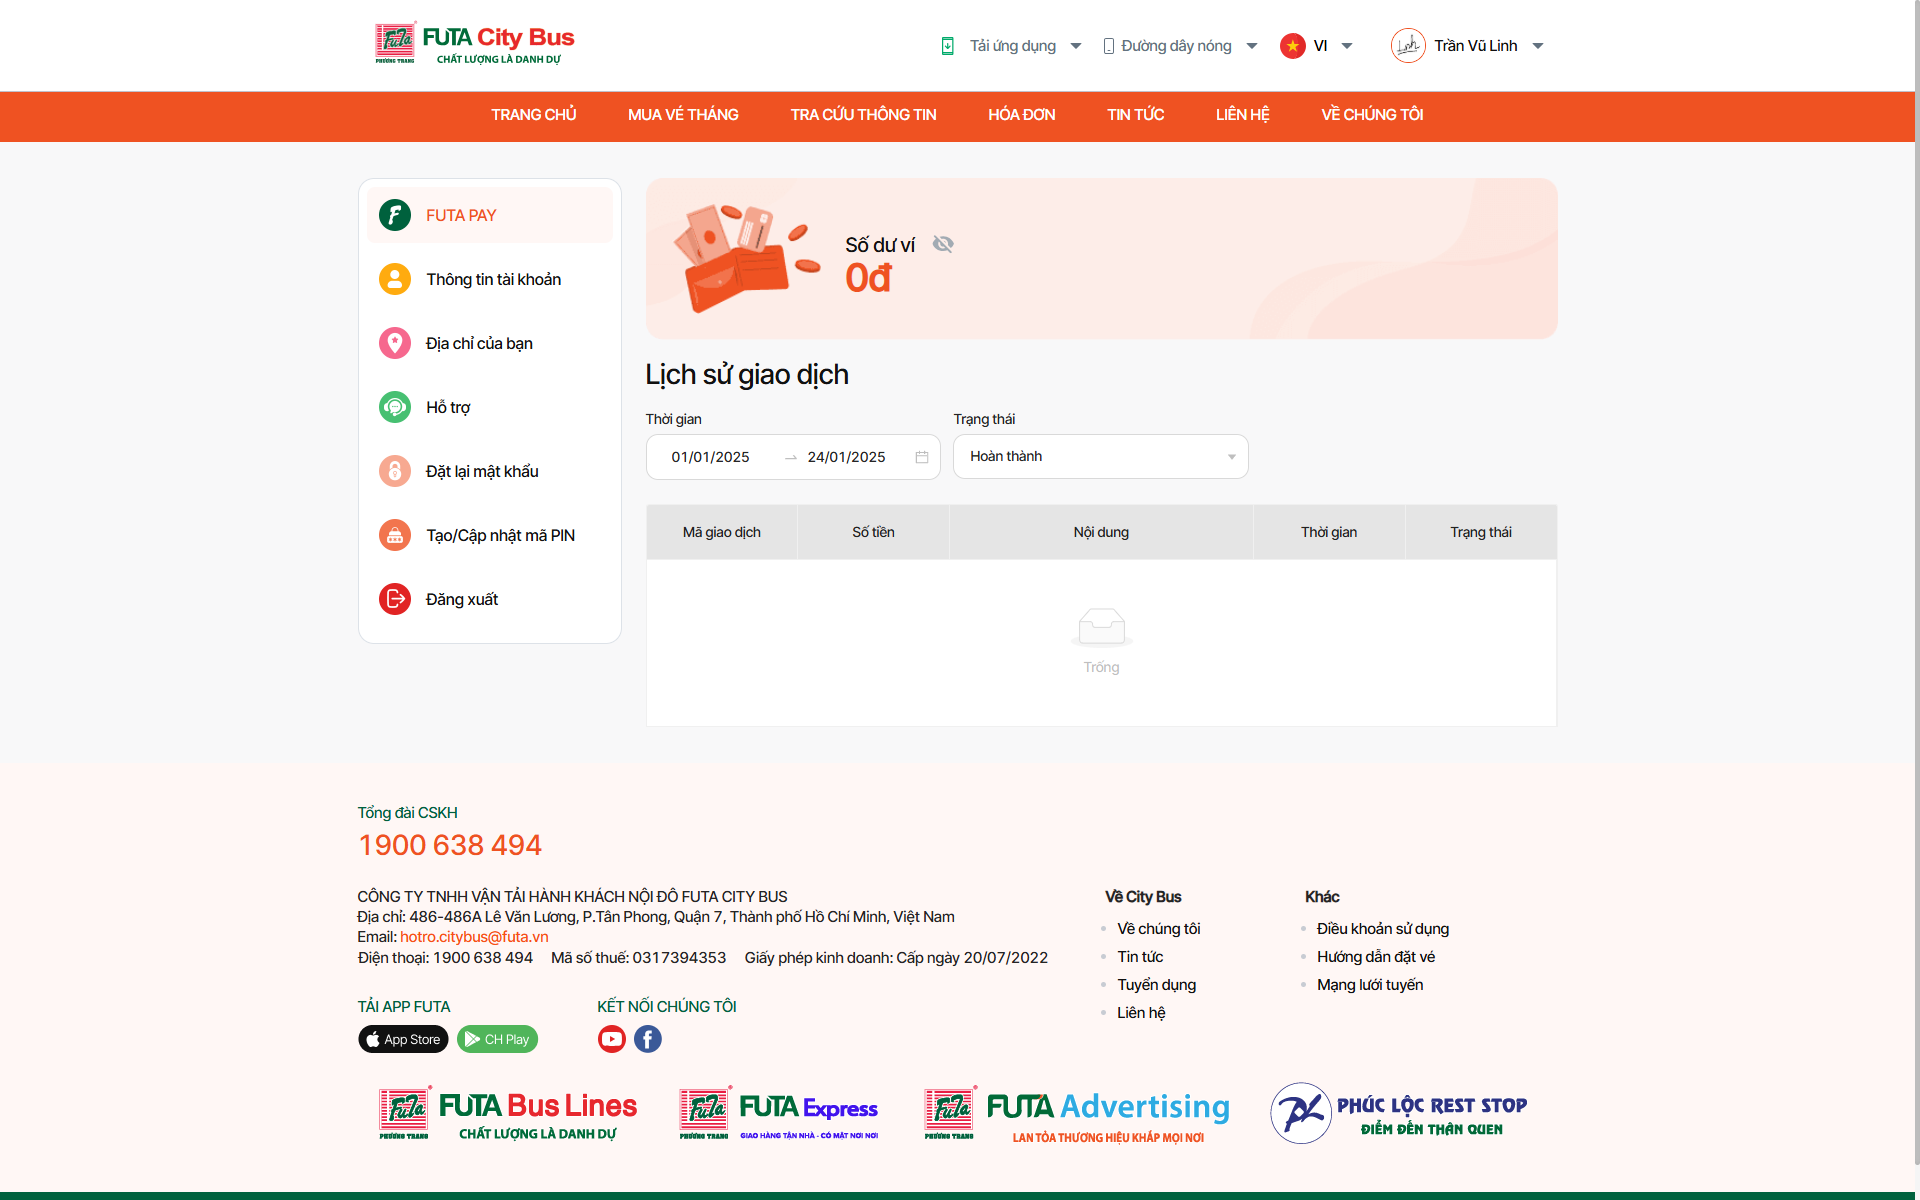 FUTA City Bus
PHƯƠNG TRANG
CHẤT LƯỢNG LÀ DANH DỰ
Tải ứng dụng
Đường dây nóng
VI
Trần Vũ Linh
TRANG CHỦ
MUA VÉ THÁNG
TRA CỨU THÔNG TIN
HÓA ĐƠN
TIN TỨC
LIÊN HỆ
VỀ CHÚNG TÔI
FUTA PAY
Thông tin tài khoản
Địa chỉ của bạn
Hỗ trợ
Đặt lại mật khẩu
Tạo/Cập nhật mã PIN
Đăng xuất
Số dư ví
0đ
Lịch sử giao dịch
Thời gian
Trạng thái
01/01/2025
24/01/2025
Hoàn thành
Mã giao dịch
Số tiền
Nội dung
Thời gian
Trạng thái
Trống
Tổng đài CSKH
1900 638 494
CÔNG TY TNHH VẬN TẢI HÀNH KHÁCH NỘI ĐÔ FUTA CITY BUS
Địa chỉ: 486-486A Lê Văn Lương, P.Tân Phong, Quận 7, Thành phố Hồ Chí Minh, Việt Nam
Email: hotro.citybus@futa.vn
Điện thoại: 1900 638 494 Mã số thuế: 0317394353 Giấy phép kinh doanh: Cấp ngày 20/07/2022
Về City Bus
Về chúng tôi
Tin tức
Tuyển dụng
Liên hệ
Khác
Điều khoản sử dụng
Hướng dẫn đặt vé
Mạng lưới tuyến
TẢI APP FUTA
KẾT NỐI CHÚNG TÔI
App Store
CH Play
FUTA Bus Lines
PHƯƠNG TRANG
CHẤT LƯỢNG LÀ DANH DỰ
FUTA Express
PHƯƠNG TRANG
GIAO HÀNG TẬN NHÀ - CÓ MẶT NƠI NƠI
FUTA Advertising
PHƯƠNG TRANG
LAN TỎA THƯƠNG HIỆU KHẮP MỌI NƠI
PHÚC LỘC REST STOP
ĐIỂM ĐẾN THÂN QUEN